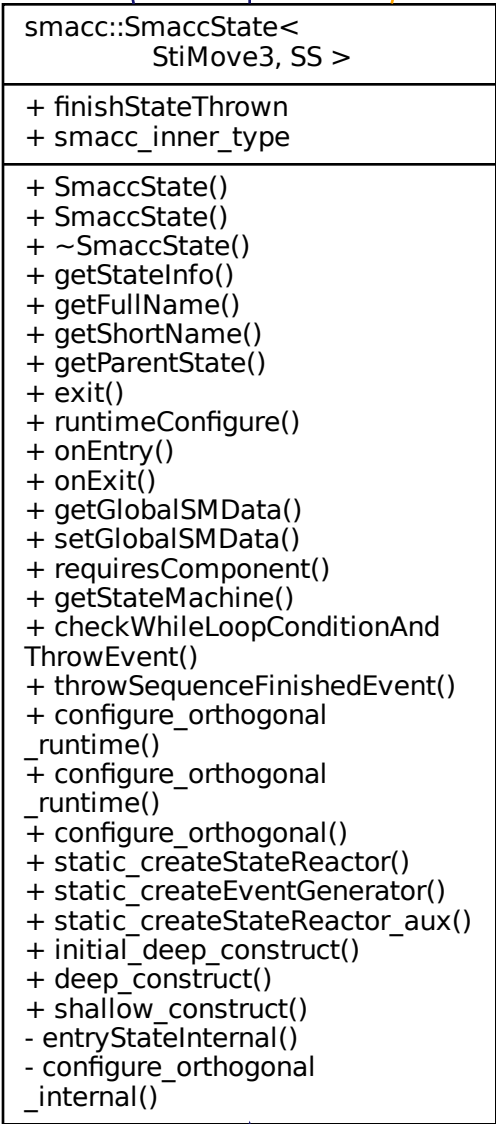 smacc::SmaccState<
StiMove3, SS >
+ finishStateThrown
+ smacc_inner_type
+ SmaccState()
+ SmaccState()
+ ~SmaccState()
+ getStateInfo()
+ getFullName()
+ getShortName()
+ getParentState()
+ exit()
+ runtimeConfigure()
+ onEntry()
+ onExit()
+ getGlobalSMData()
+ setGlobalSMData()
+ requiresComponent()
+ getStateMachine()
+ checkWhileLoopConditionAnd
ThrowEvent()
+ throwSequenceFinishedEvent()
+ configure_orthogonal
_runtime()
+ configure_orthogonal
_runtime()
+ configure_orthogonal()
+ static_createStateReactor()
+ static_createEventGenerator()
+ static_createStateReactor_aux()
+ initial_deep_construct()
+ deep_construct()
+ shallow_construct()
- entryStateInternal()
- configure_orthogonal
_internal()